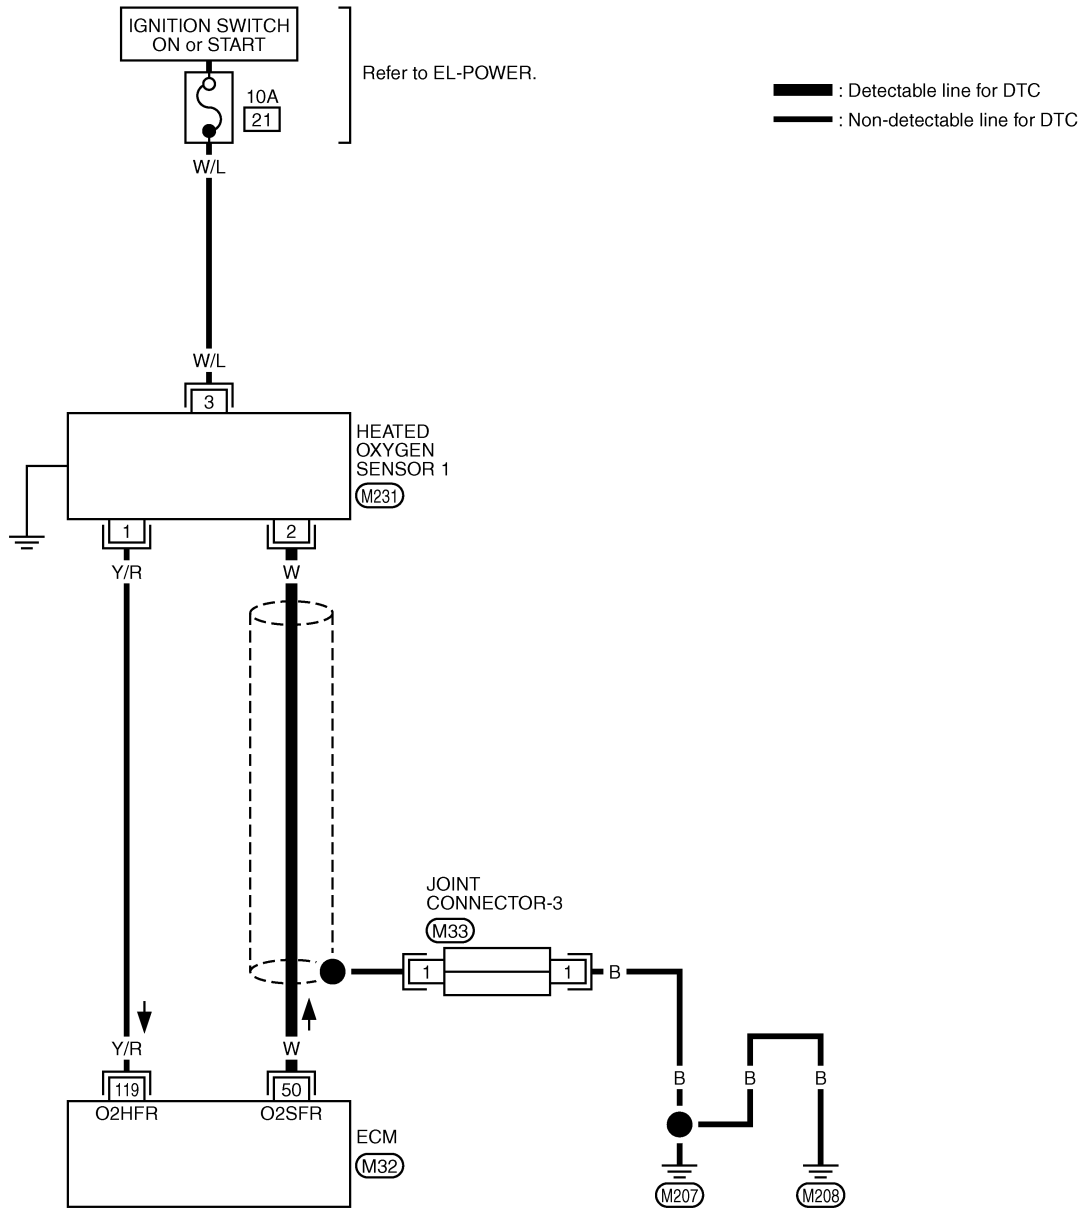 IGNITION SWITCH
ON or START
Refer to EL-POWER.
10A
21
: Detectable line for DTC
: Non-detectable line for DTC
W/L
W/L
3
HEATED
OXYGEN
SENSOR 1
M231
1
2
Y/R
W
JOINT
CONNECTOR-3
M33
1
1
B
Y/R
W
B
B
B
119
50
O2HFR
O2SFR
ECM
M32
M207
M208